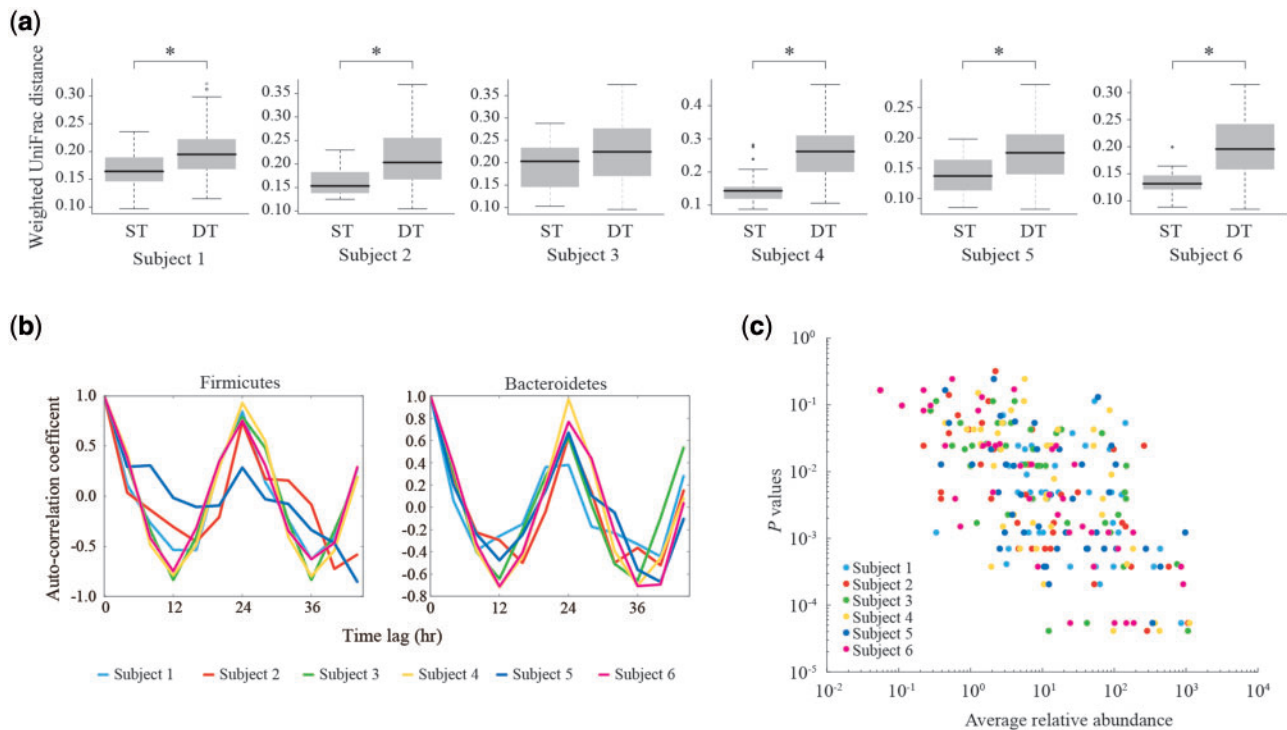 (a)
Weighted UniFrac distance
* * * * *
0.30 0.25 0.20 0.15 0.10
0.35 0.30 0.25 0.20 0.15 0.10
0.35 0.30 0.25 0.20 0.15 0.10
0.4 0.3 0.2 0.1
0.25 0.20 0.15 0.10
0.30 0.25 0.20 0.15 0.10
ST DT ST DT ST DT ST DT ST DT ST DT
Subject 1 Subject 2 Subject 3 Subject 4 Subject 5 Subject 6
(b)
Firmicutes Bacteroidetes
Auto-correlation coefficent
1.0 0.5 0.0 -0.5 -1.0
1.0 0.8 0.6 0.4 0.2 0.0 -0.2 -0.4 -0.6 -0.8
0 12 24 36 0 12 24 36
Time lag (hr)
Subject 1 Subject 2 Subject 3 Subject 4 Subject 5 Subject 6
(c)
P values
10⁰
10⁻¹
10⁻²
10⁻³
10⁻⁴
10⁻⁵
Subject 1
Subject 2
Subject 3
Subject 4
Subject 5
Subject 6
10⁻² 10⁻¹ 10⁰ 10¹ 10² 10³ 10⁴
Average relative abundance